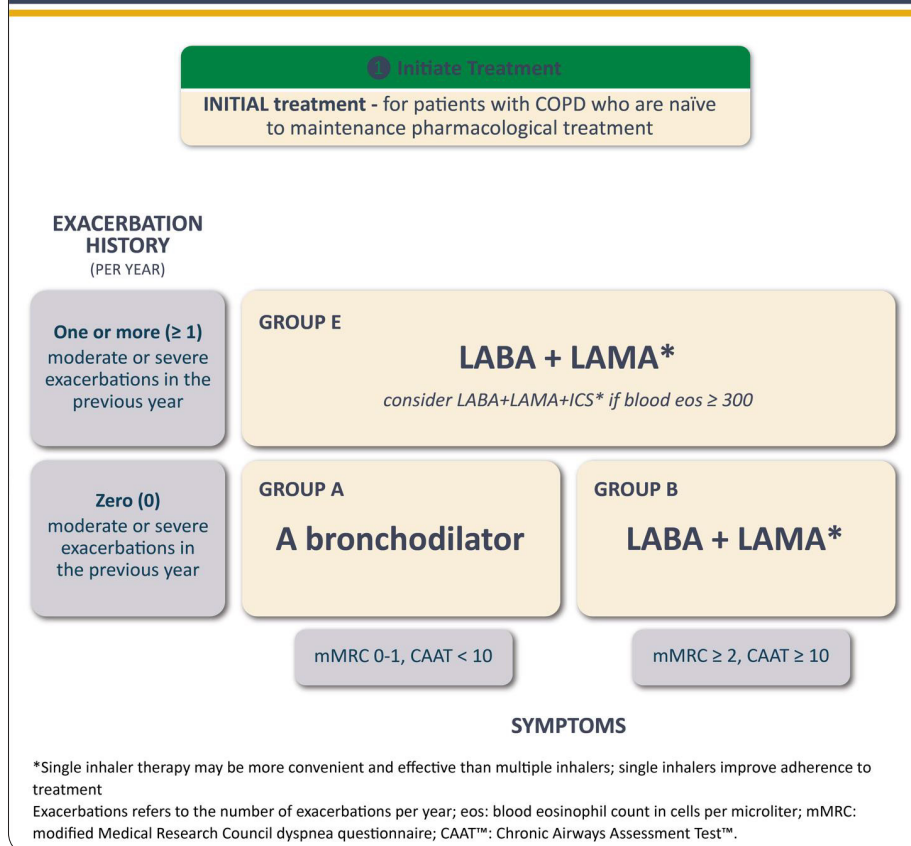 ❶ Initiate Treatment
INITIAL treatment - for patients with COPD who are naïve
to maintenance pharmacological treatment
EXACERBATION
HISTORY
(PER YEAR)
One or more (≥ 1)
moderate or severe
exacerbations in the
previous year
GROUP E
LABA + LAMA*
consider LABA+LAMA+ICS* if blood eos ≥ 300
Zero (0)
moderate or severe
exacerbations in
the previous year
GROUP A
A bronchodilator
GROUP B
LABA + LAMA*
mMRC 0-1, CAAT < 10
mMRC ≥ 2, CAAT ≥ 10
SYMPTOMS
*Single inhaler therapy may be more convenient and effective than multiple inhalers; single inhalers improve adherence to
treatment
Exacerbations refers to the number of exacerbations per year; eos: blood eosinophil count in cells per microliter; mMRC:
modified Medical Research Council dyspnea questionnaire; CAAT™: Chronic Airways Assessment Test™.